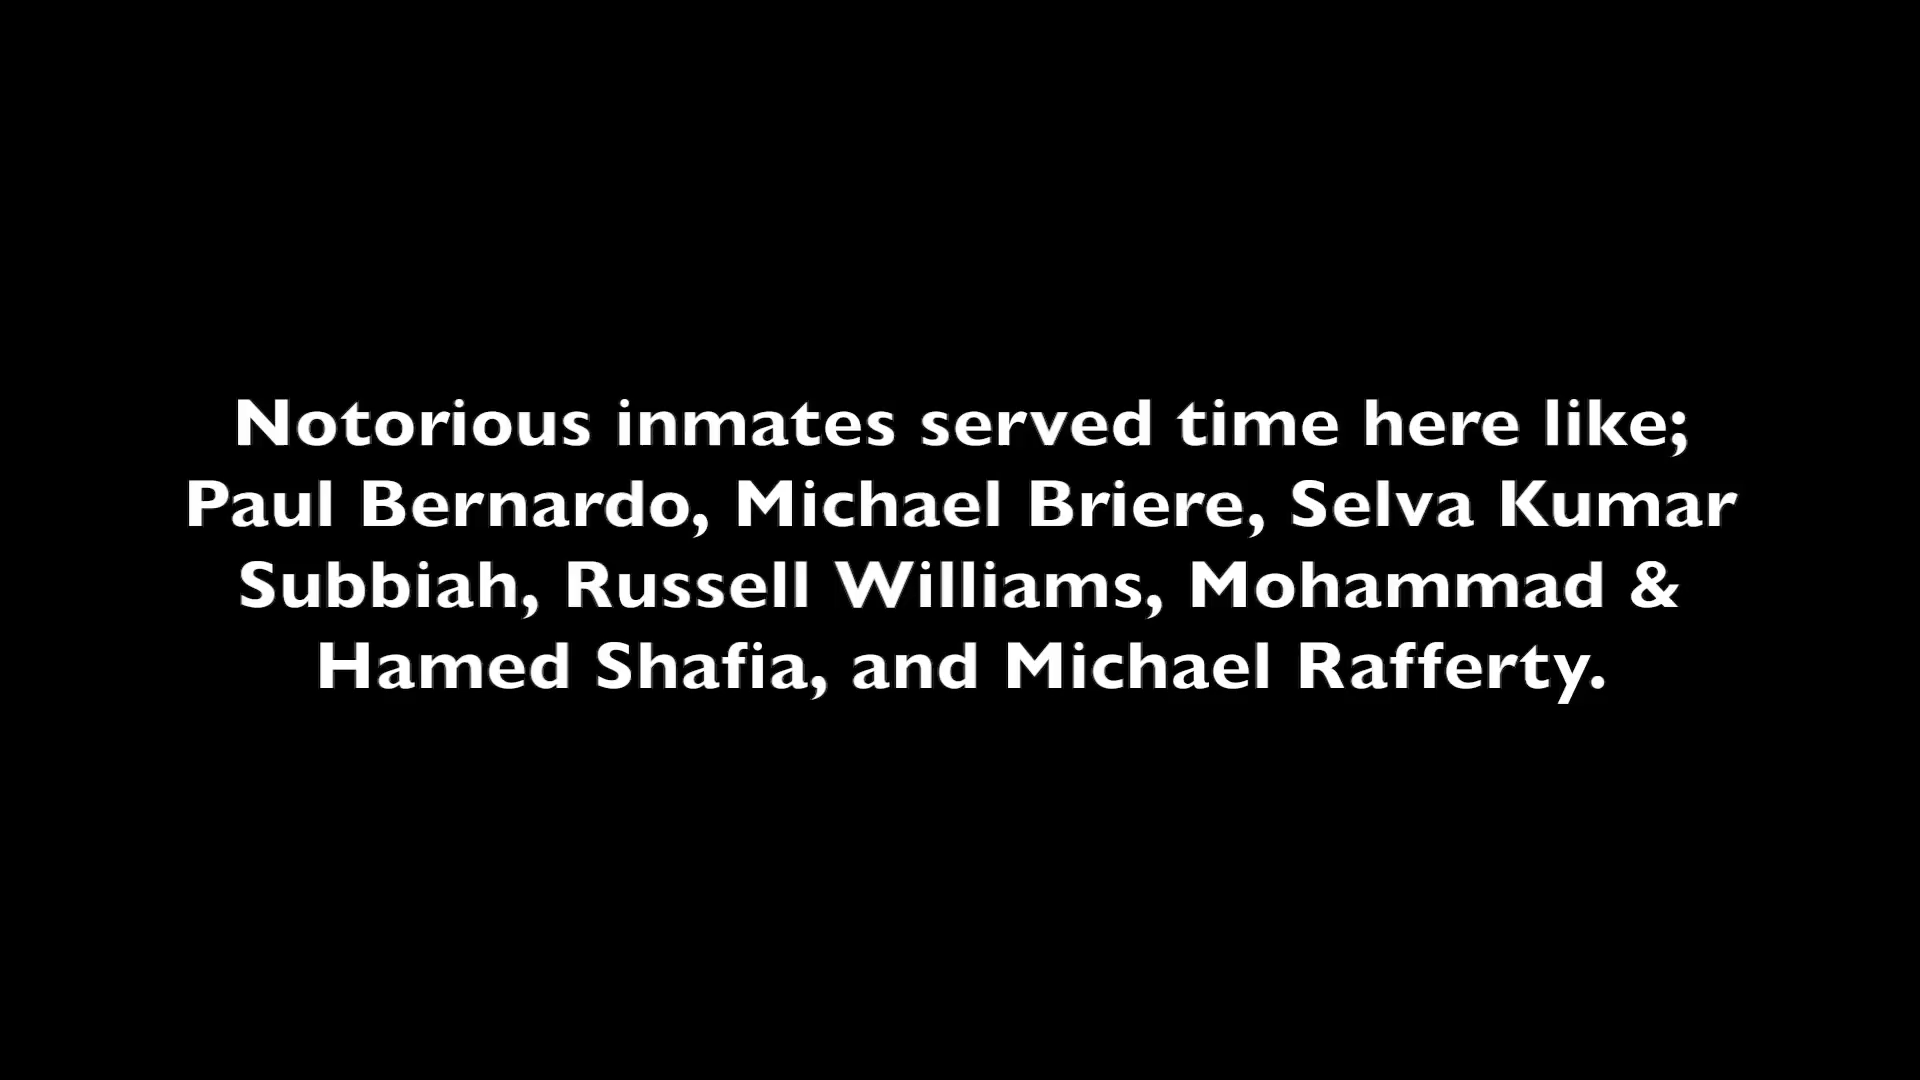 Notorious inmates served time here like;
Paul Bernardo, Michael Briere, Selva Kumar
Subbiah, Russell Williams, Mohammad &
Hamed Shafia, and Michael Rafferty.